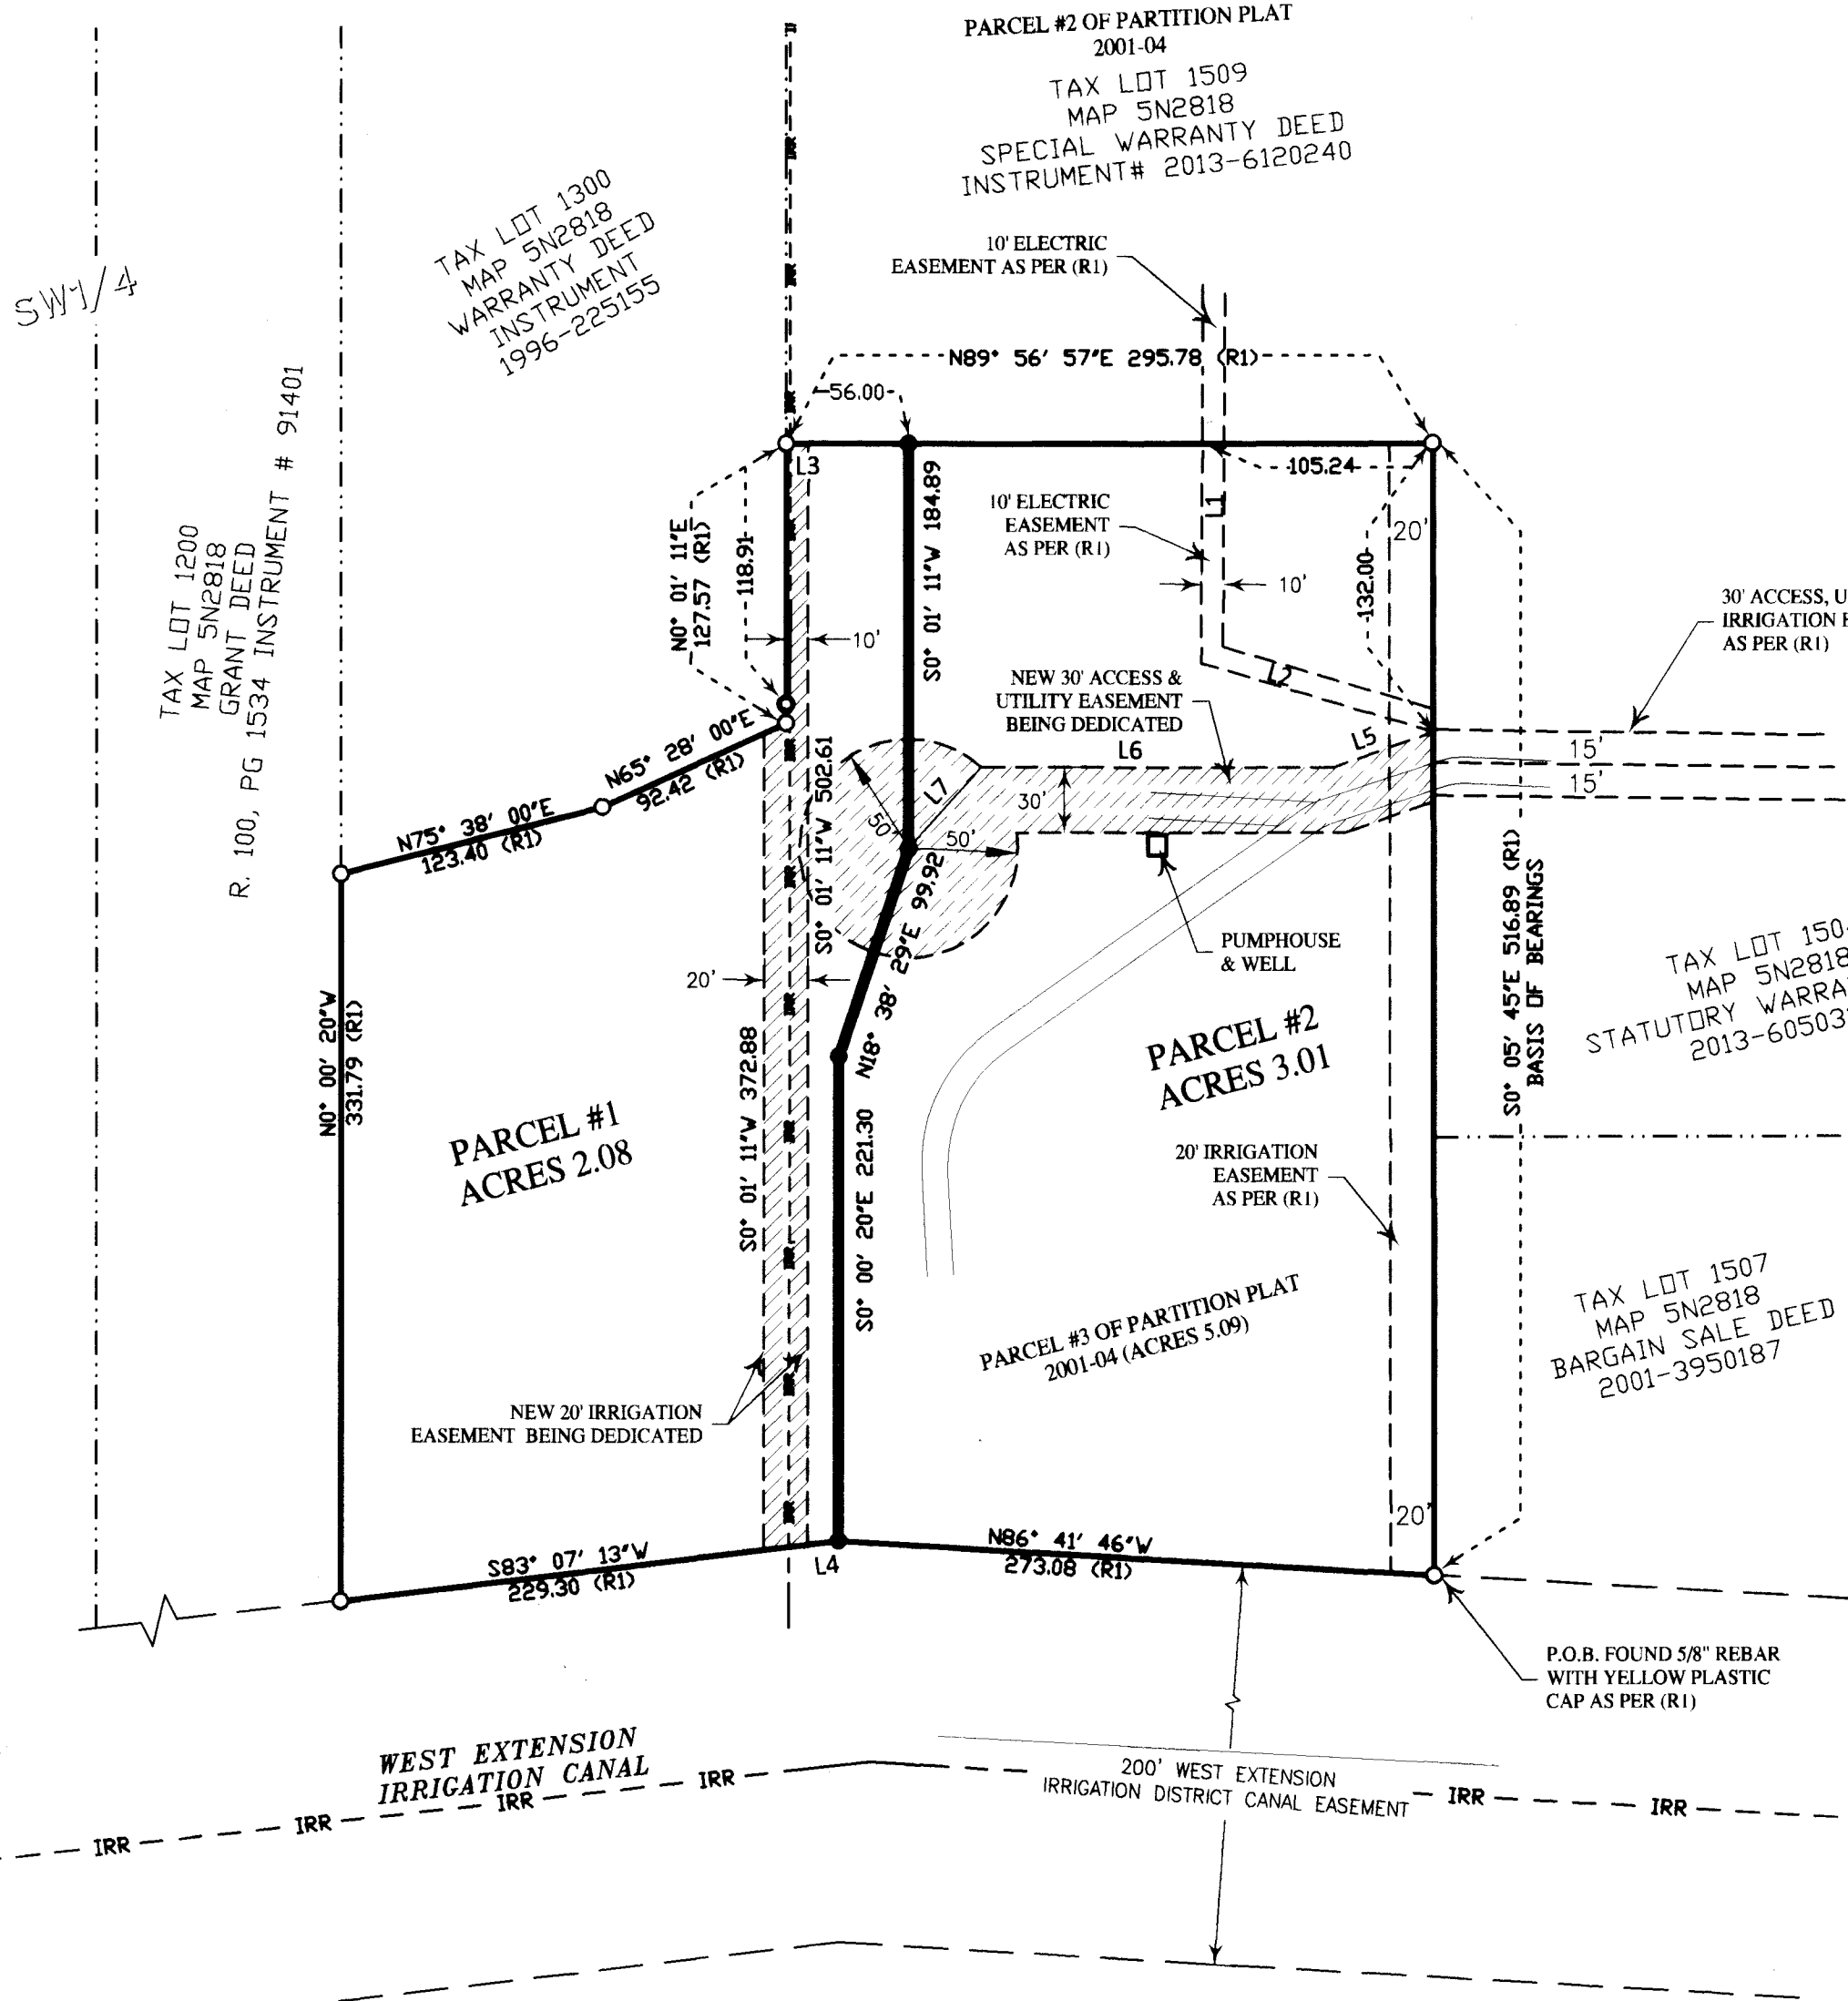 PARCEL #2 OF PARTITION PLAT
2001-04
TAX LOT 1509
MAP 5N2818
SPECIAL WARRANTY DEED
INSTRUMENT# 2013-6120240
TAX LOT 1300
MAP 5N2818
WARRANTY DEED
INSTRUMENT
1996-225155
SW1/4
10' ELECTRIC
EASEMENT AS PER (R1)
N89° 56' 57"E 295.78 (R1)
56.00
L3
105.24
TAX LOT 1200
MAP 5N2818
GRANT DEED
R. 100, PG 1534 INSTRUMENT # 91401
N0° 01' 11"E
127.57 (R1)
118.91
10'
S0° 01' 11"W 184.89
10' ELECTRIC
EASEMENT
AS PER (R1)
L1
10'
L2
132.00
20'
30' ACCESS, U
IRRIGATION E
AS PER (R1)
NEW 30' ACCESS &
UTILITY EASEMENT
BEING DEDICATED
L6
L5
15'
15'
N65° 28' 00"E
92.42 (R1)
N75° 38' 00"E
123.40 (R1)
S0° 01' 11"W 502.61
L7
50'
50'
30'
N18° 38' 29"E 99.92
PUMPHOUSE
& WELL
20'
S0° 05' 45"E 516.89 (R1)
BASIS OF BEARINGS
TAX LOT 150
MAP 5N2818
STATUTORY WARRA
2013-60503
N0° 00' 20"W
331.79 (R1)
S0° 01' 11"W 372.88
PARCEL #1
ACRES 2.08
PARCEL #2
ACRES 3.01
S0° 00' 20"E 221.30
20' IRRIGATION
EASEMENT
AS PER (R1)
TAX LOT 1507
MAP 5N2818
BARGAIN SALE DEED
2001-3950187
PARCEL #3 OF PARTITION PLAT
2001-04 (ACRES 5.09)
NEW 20' IRRIGATION
EASEMENT BEING DEDICATED
20'
S83° 07' 13"W
229.30 (R1)
L4
N86° 41' 46"W
273.08 (R1)
P.O.B. FOUND 5/8" REBAR
WITH YELLOW PLASTIC
CAP AS PER (R1)
WEST EXTENSION
IRRIGATION CANAL
200' WEST EXTENSION
IRRIGATION DISTRICT CANAL EASEMENT
IRR IRR IRR IRR IRR IRR